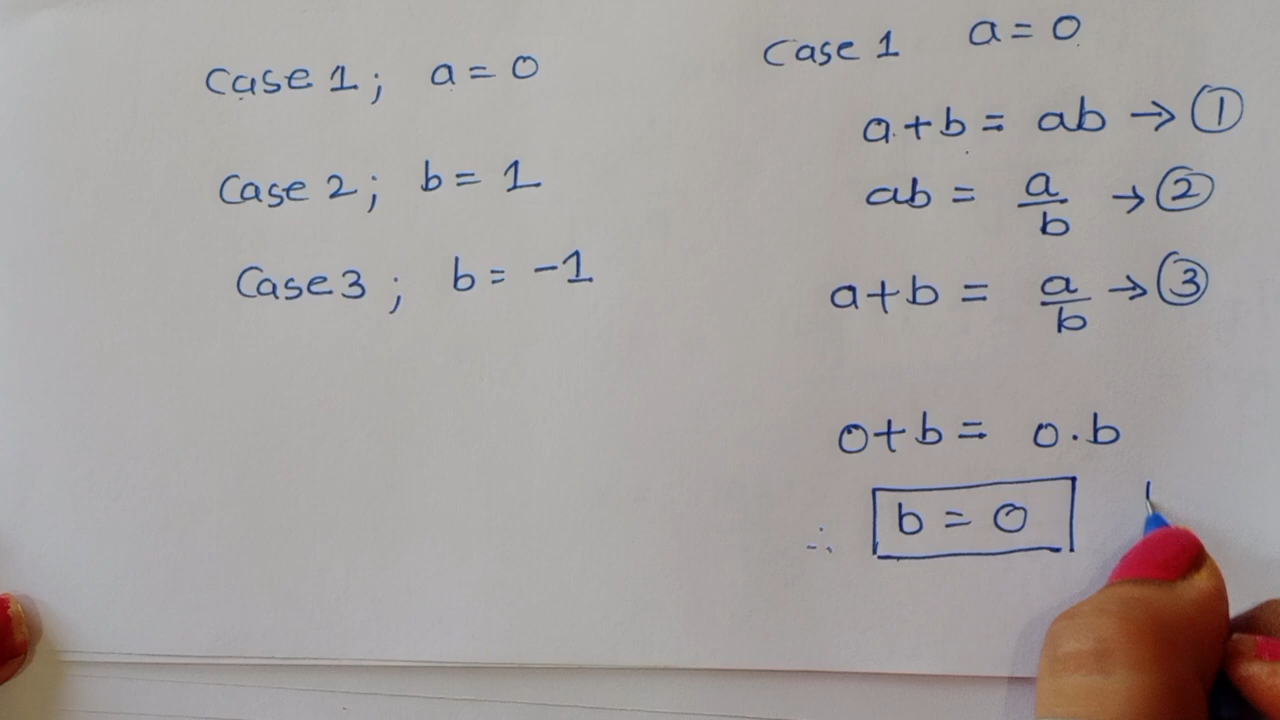 Case 1; a = 0
Case 2; b = 1
Case 3; b = -1
Case 1 a = 0
a + b = ab → ①
ab = a/b → ②
a + b = a/b → ③
0 + b = 0 . b
∴ b = 0